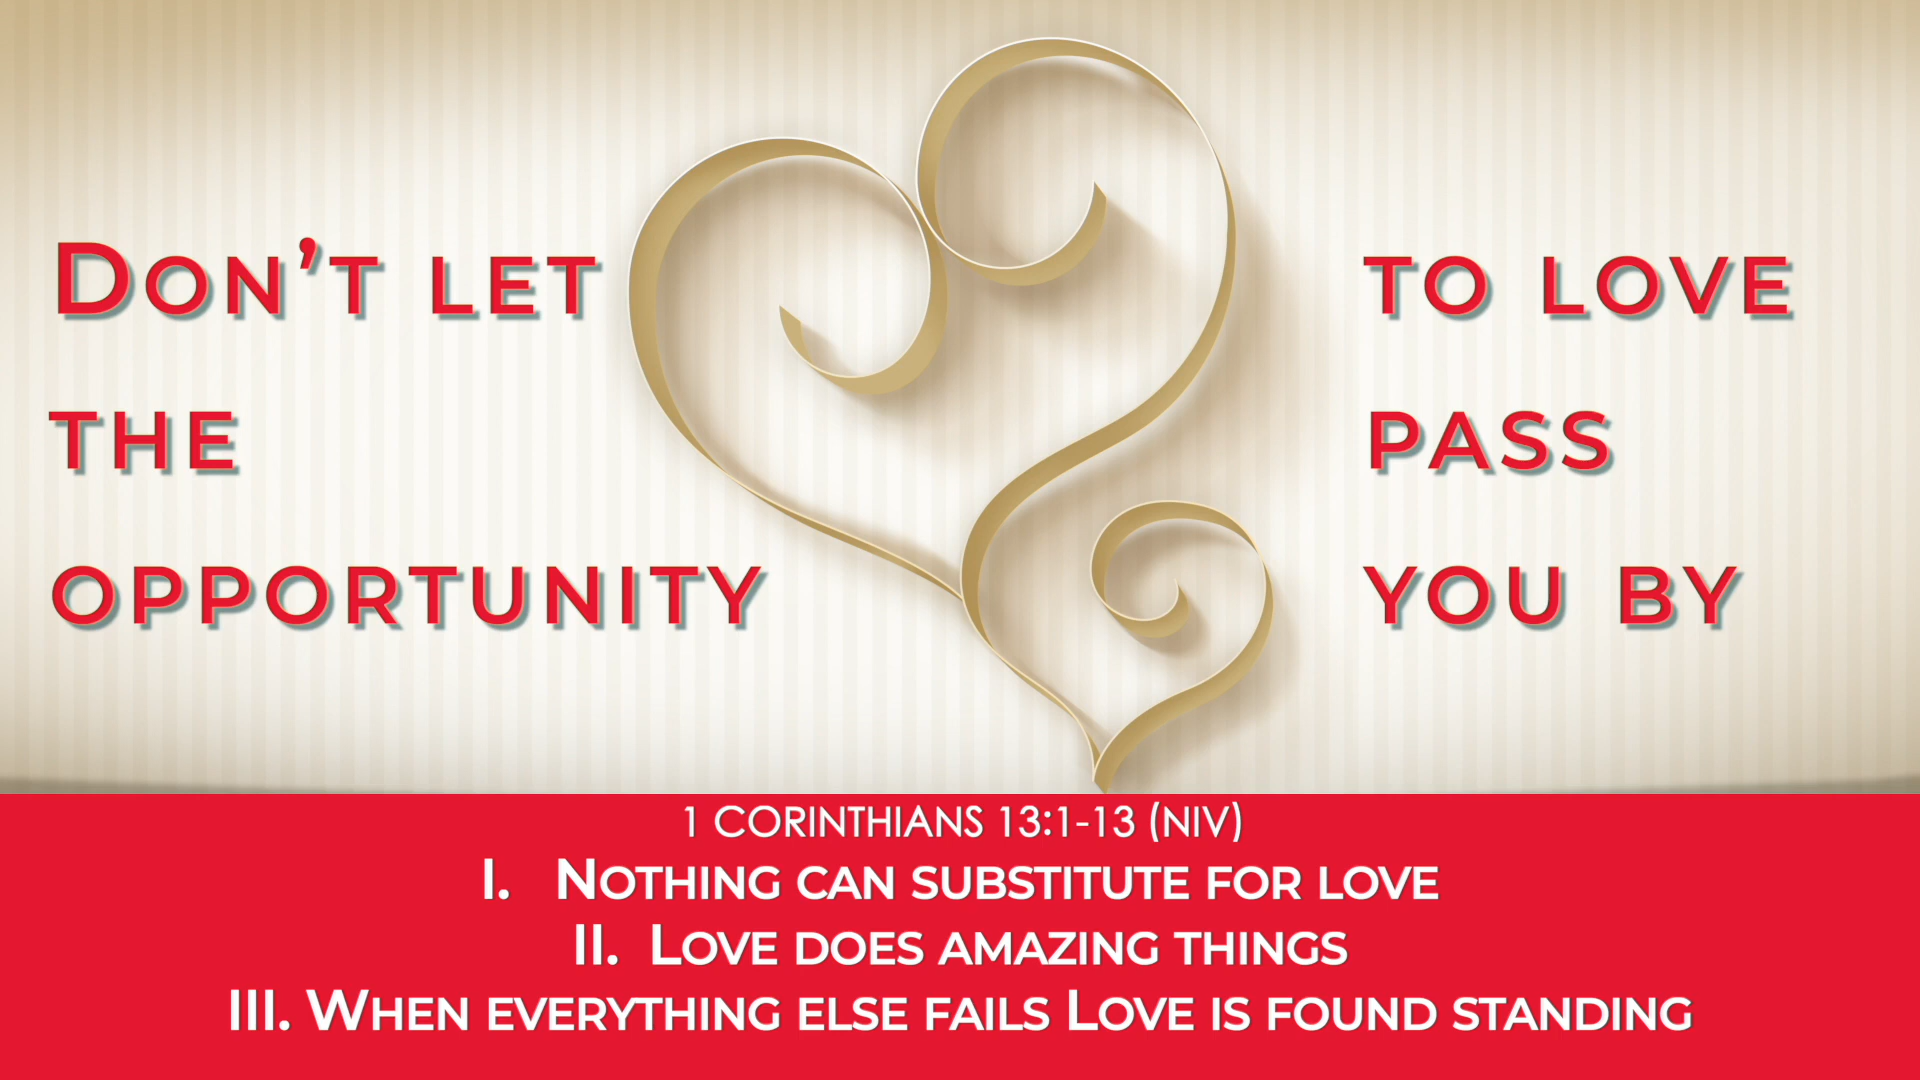 Don’t let
the
opportunity
to love
pass
you by
1 CORINTHIANS 13:1-13 (NIV)
I. Nothing can substitute for love
II. Love does amazing things
III. When everything else fails Love is found standing